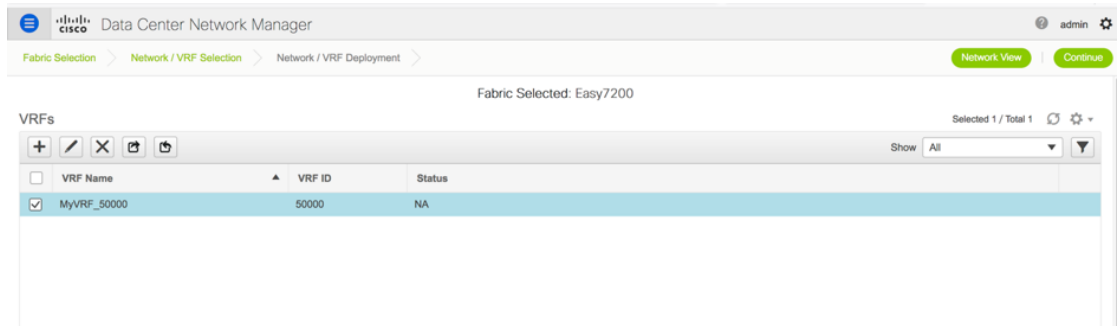 cisco Data Center Network Manager admin
Fabric Selection Network / VRF Selection Network / VRF Deployment Network View Continue
Fabric Selected: Easy7200
VRFs Selected 1 / Total 1
Show All
VRF Name VRF ID Status
MyVRF_50000 50000 NA